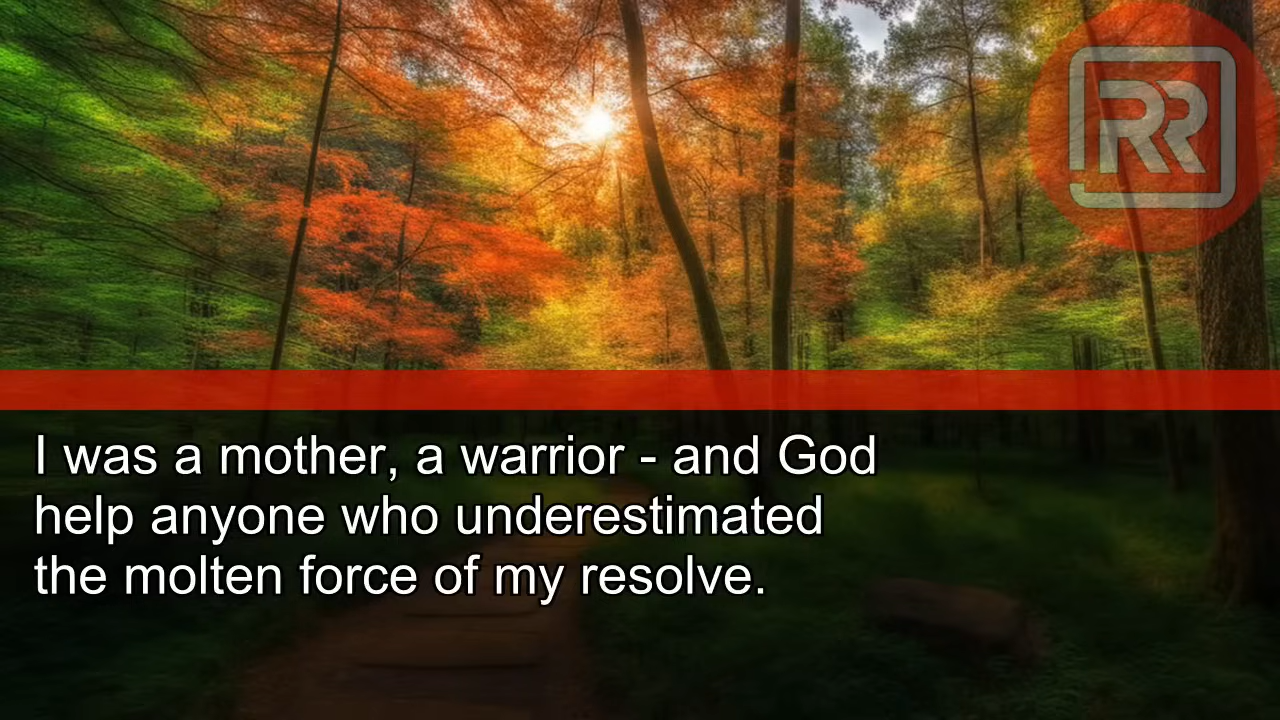 RR
I was a mother, a warrior - and God
help anyone who underestimated
the molten force of my resolve.